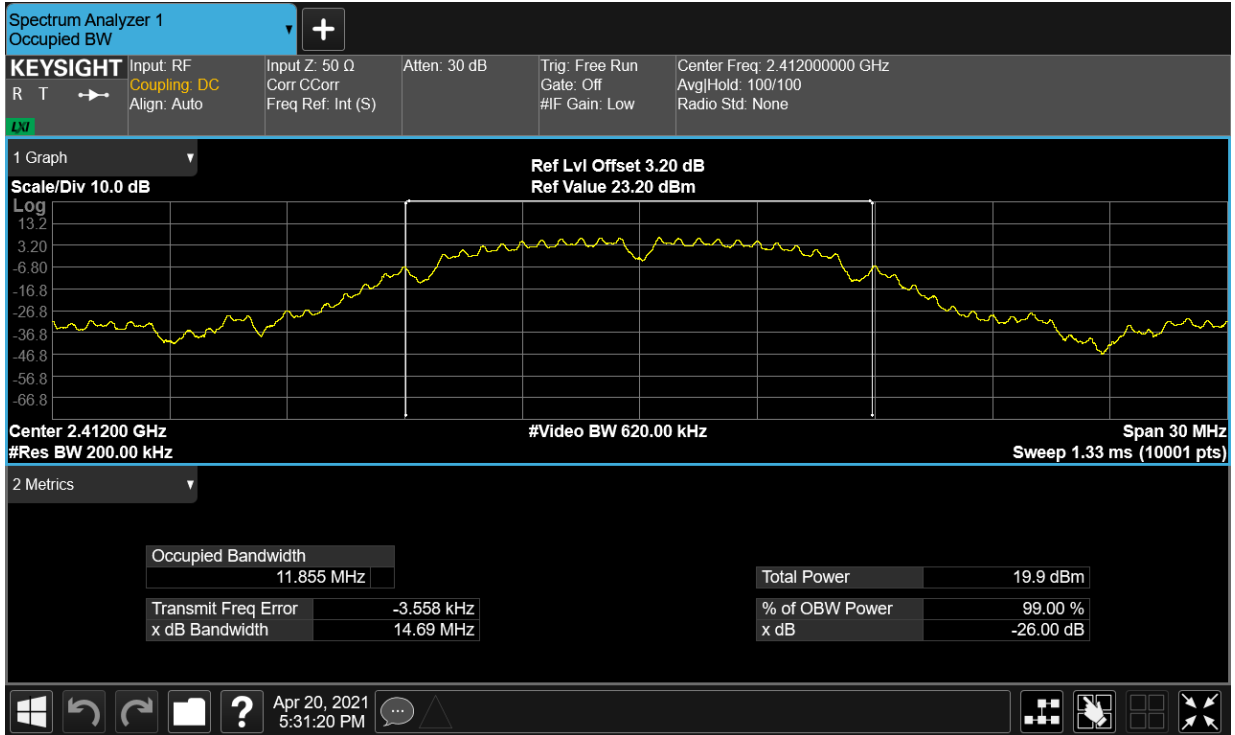 Spectrum Analyzer 1
Occupied BW
KEYSIGHT
R T
LXI
Input: RF
Coupling: DC
Align: Auto
Input Z: 50 Ω
Corr CCorr
Freq Ref: Int (S)
Atten: 30 dB
Trig: Free Run
Gate: Off
#IF Gain: Low
Center Freq: 2.412000000 GHz
Avg|Hold: 100/100
Radio Std: None
1 Graph
Scale/Div 10.0 dB
Ref Lvl Offset 3.20 dB
Ref Value 23.20 dBm
Log
13.2
3.20
-6.80
-16.8
-26.8
-36.8
-46.8
-56.8
-66.8
Center 2.41200 GHz
#Res BW 200.00 kHz
#Video BW 620.00 kHz
Span 30 MHz
Sweep 1.33 ms (10001 pts)
2 Metrics
Occupied Bandwidth
11.855 MHz
Transmit Freq Error -3.558 kHz
x dB Bandwidth 14.69 MHz
Total Power 19.9 dBm
% of OBW Power 99.00 %
x dB -26.00 dB
?
Apr 20, 2021
5:31:20 PM